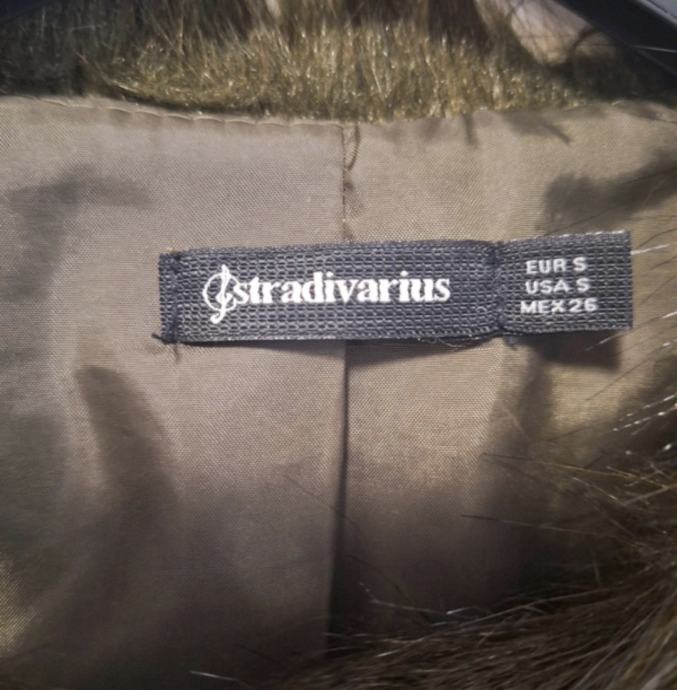 stradivarius
EUR S
USA S
MEX 26